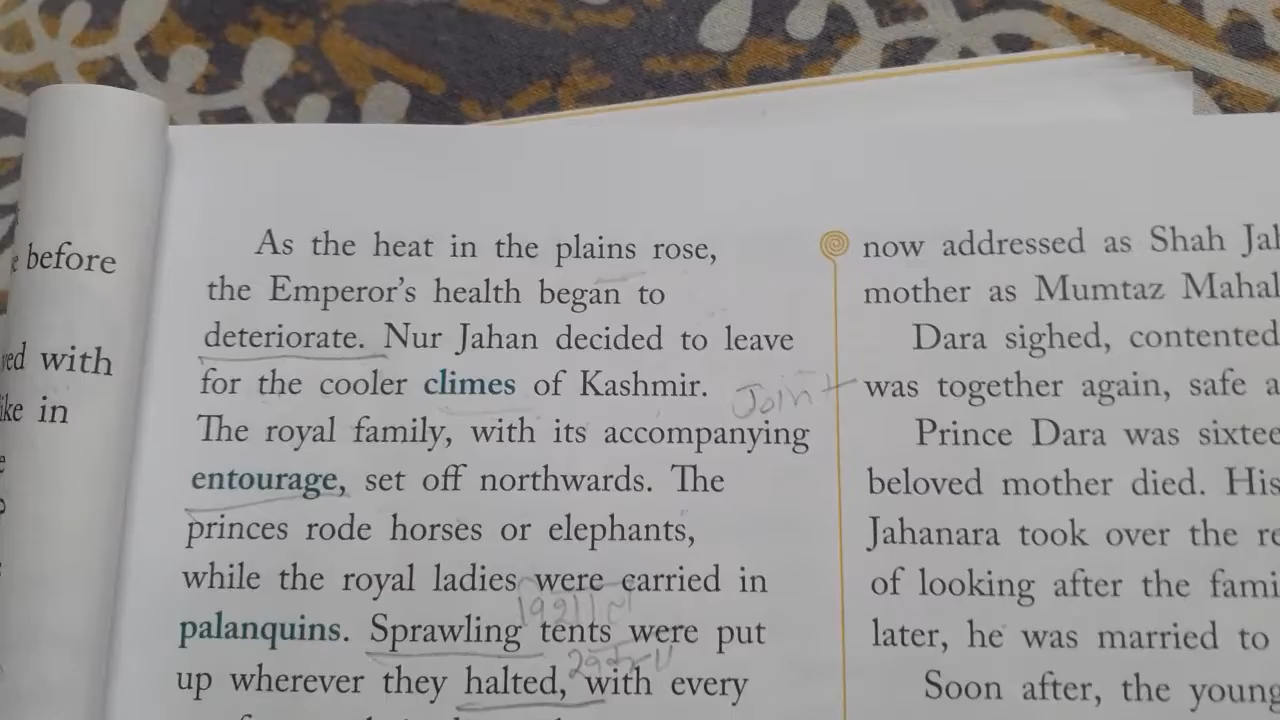 before
with
in
As the heat in the plains rose,
the Emperor's health began to
deteriorate. Nur Jahan decided to leave
for the cooler climes of Kashmir.
The royal family, with its accompanying
entourage, set off northwards. The
princes rode horses or elephants,
while the royal ladies were carried in
palanquins. Sprawling tents were put
up wherever they halted, with every
Join
now addressed as Shah
mother as Mumtaz Mahal
Dara sighed, contented
was together again, safe
Prince Dara was
beloved mother died. His
Jahanara took over the
of looking after the
later, he was married to
Soon after, the young